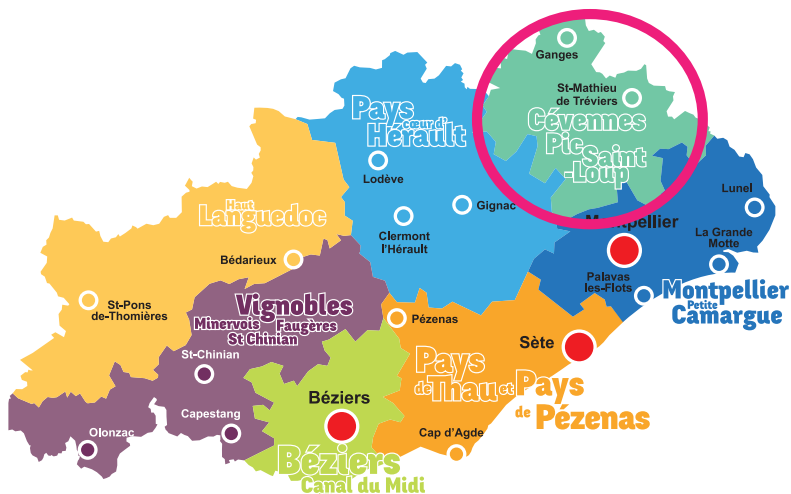 Ganges
St-Mathieu
de Tréviers
Cévennes
Pic
Saint
-Loup
Pays
cœur d'
Hérault
Lodève
Gignac
Clermont
l'Hérault
Lunel
Montpellier
La Grande
Motte
Palavas
les-Flots
Montpellier
Petite
Camargue
Haut
Languedoc
Bédarieux
St-Pons
de-Thomières
Vignobles
Minervois Faugères
St Chinian
St-Chinian
Capestang
Olonzac
Pézenas
Sète
Pays
de Thau et Pays
de Pézenas
Cap d'Agde
Béziers
Béziers
Canal du Midi